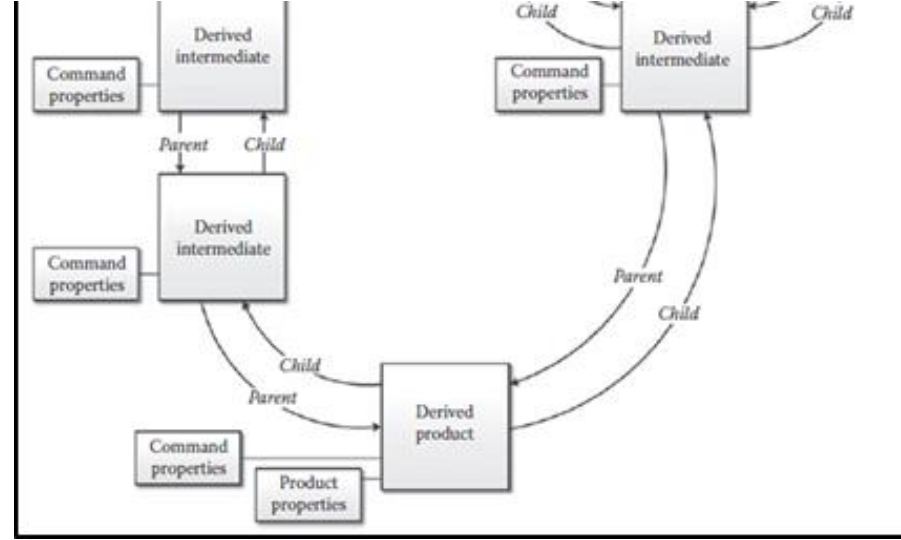 Child
Child
Derived
intermediate
Derived
intermediate
Command
properties
Command
properties
Parent
Child
Derived
intermediate
Command
properties
Parent
Child
Child
Parent
Derived
product
Command
properties
Product
properties